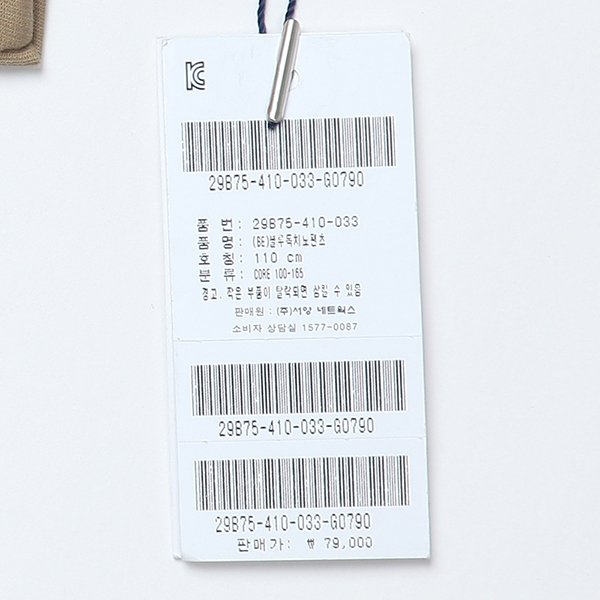 KC
29B75-410-033-G0790
품 번: 29B75-410-033
품 명: (BE)블루독치노팬츠
호 칭: 110 cm
분 류: CORE 100-165
경고. 작은 부품이 탈락되면 삼킬 수 있음
판매원 : (주)서양 네트웍스
소비자 상담실 1577-0087
29B75-410-033-G0790
29B75-410-033-G0790
판매가: ₩ 79,000